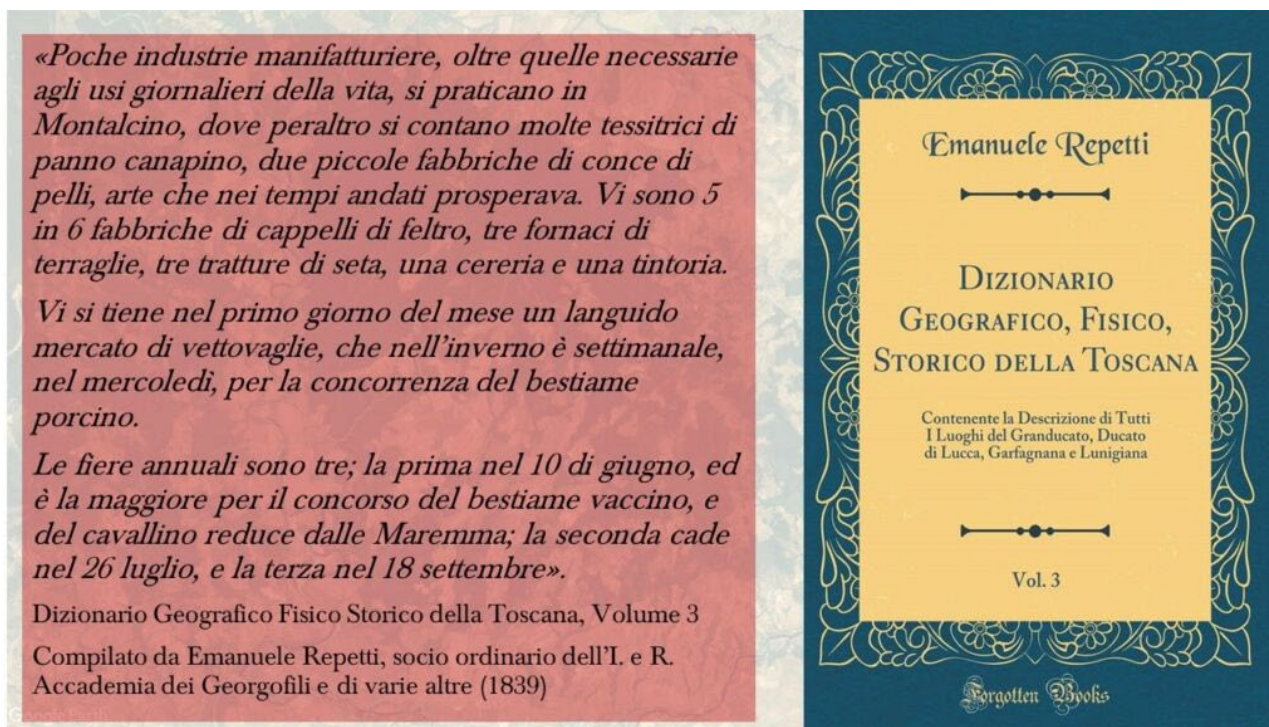 «Poche industrie manifatturiere, oltre quelle necessarie
agli usi giornalieri della vita, si praticano in
Montalcino, dove peraltro si contano molte tessitrici di
panno canapino, due piccole fabbriche di conce di
pelli, arte che nei tempi andati prosperava. Vi sono 5
in 6 fabbriche di cappelli di feltro, tre fornaci di
terraglie, tre tratture di seta, una cereria e una tintoria.
Vi si tiene nel primo giorno del mese un languido
mercato di vettovaglie, che nell'inverno è settimanale,
nel mercoledì, per la concorrenza del bestiame
porcino.
Le fiere annuali sono tre; la prima nel 10 di giugno, ed
è la maggiore per il concorso del bestiame vaccino, e
del cavallino reduce dalle Maremma; la seconda cade
nel 26 luglio, e la terza nel 18 settembre».
Dizionario Geografico Fisico Storico della Toscana, Volume 3
Compilato da Emanuele Repetti, socio ordinario dell'I. e R.
Accademia dei Georgofili e di varie altre (1839)
Google Earth
Emanuele Repetti
Dizionario
Geografico, Fisico,
Storico della Toscana
Contenente la Descrizione di Tutti
I Luoghi del Granducato, Ducato
di Lucca, Garfagnana e Lunigiana
Vol. 3
Forgotten Books